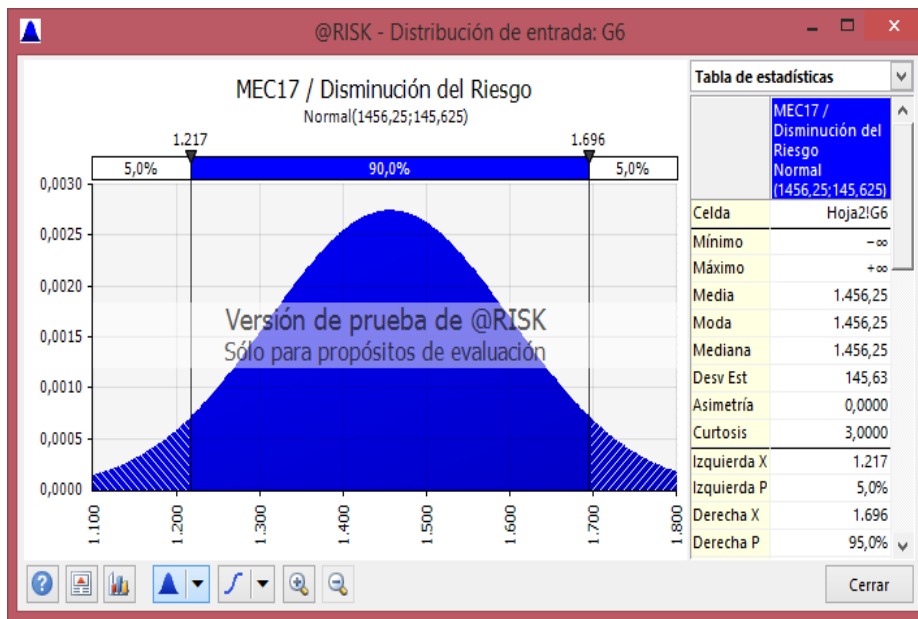 @RISK - Distribución de entrada: G6
MEC17 / Disminución del Riesgo
Normal(1456,25;145,625)
1.217 1.696
5,0% 90,0% 5,0%
0,0030
0,0025
0,0020
0,0015
0,0010
0,0005
0,0000
Versión de prueba de @RISK
Sólo para propósitos de evaluación
1.100 1.200 1.300 1.400 1.500 1.600 1.700 1.800
Tabla de estadísticas
MEC17 /
Disminución del
Riesgo
Normal
(1456,25;145,625)
Celda Hoja2!G6
Mínimo -∞
Máximo +∞
Media 1.456,25
Moda 1.456,25
Mediana 1.456,25
Desv Est 145,63
Asimetría 0,0000
Curtosis 3,0000
Izquierda X 1.217
Izquierda P 5,0%
Derecha X 1.696
Derecha P 95,0%
Cerrar